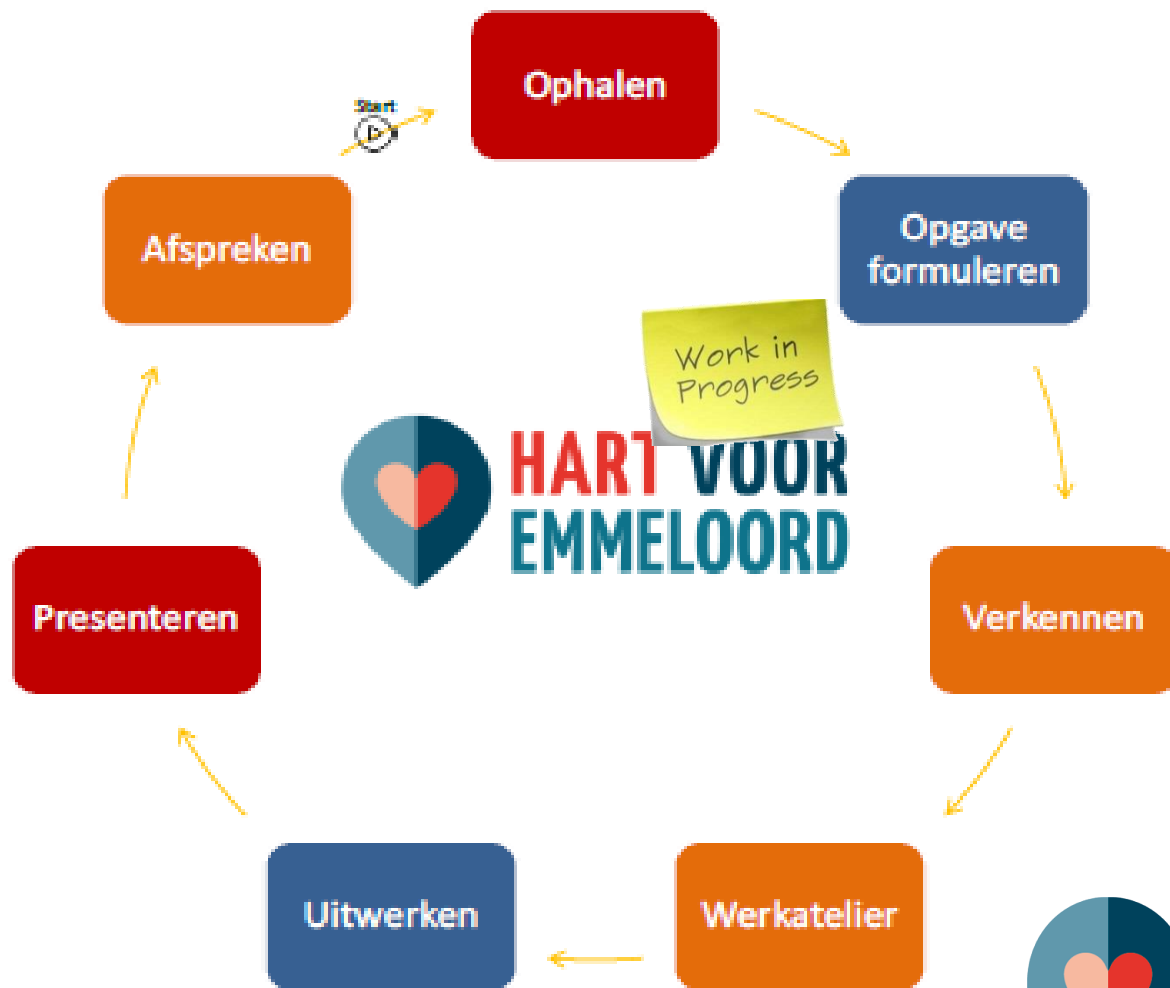 Ophalen
Start
Opgave
formuleren
Afspreken
Work in
Progress
HART VOOR
EMMELOORD
Presenteren
Verkennen
Uitwerken
Werkatelier